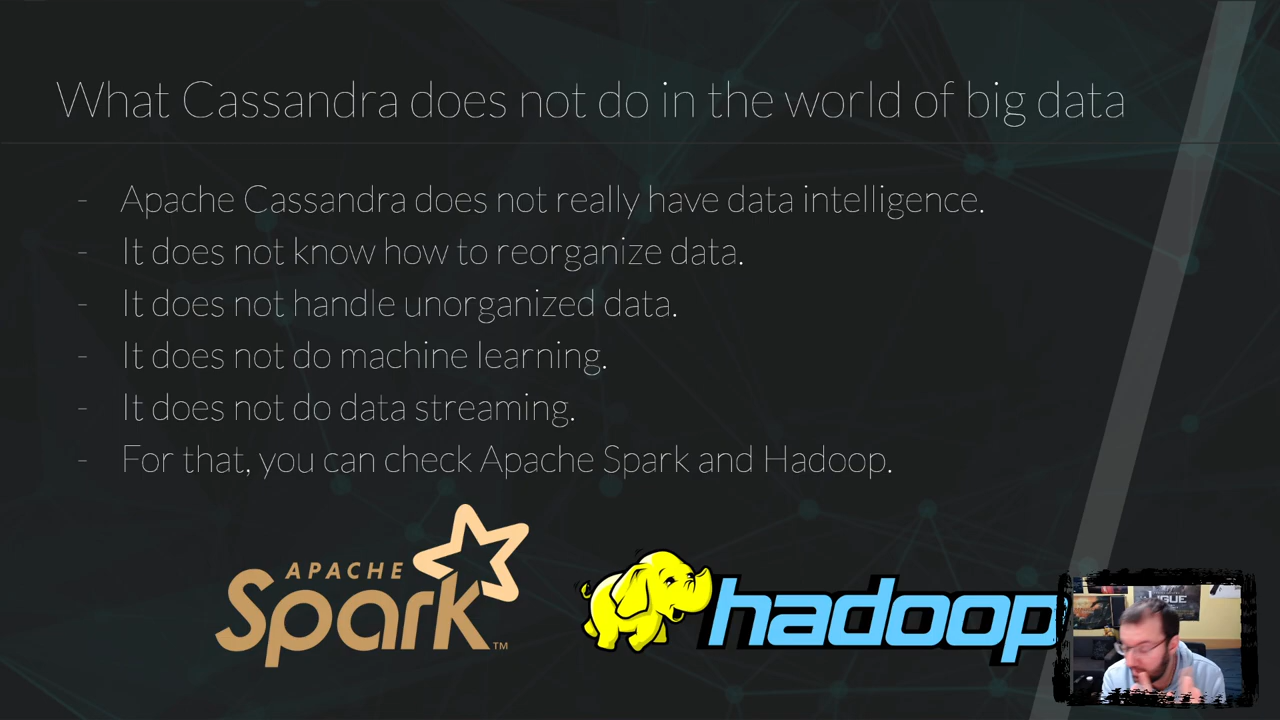 What Cassandra does not do in the world of big data
- Apache Cassandra does not really have data intelligence.
- It does not know how to reorganize data.
- It does not handle unorganized data.
- It does not do machine learning.
- It does not do data streaming.
- For that, you can check Apache Spark and Hadoop.
APACHE
Spark™
hadoop